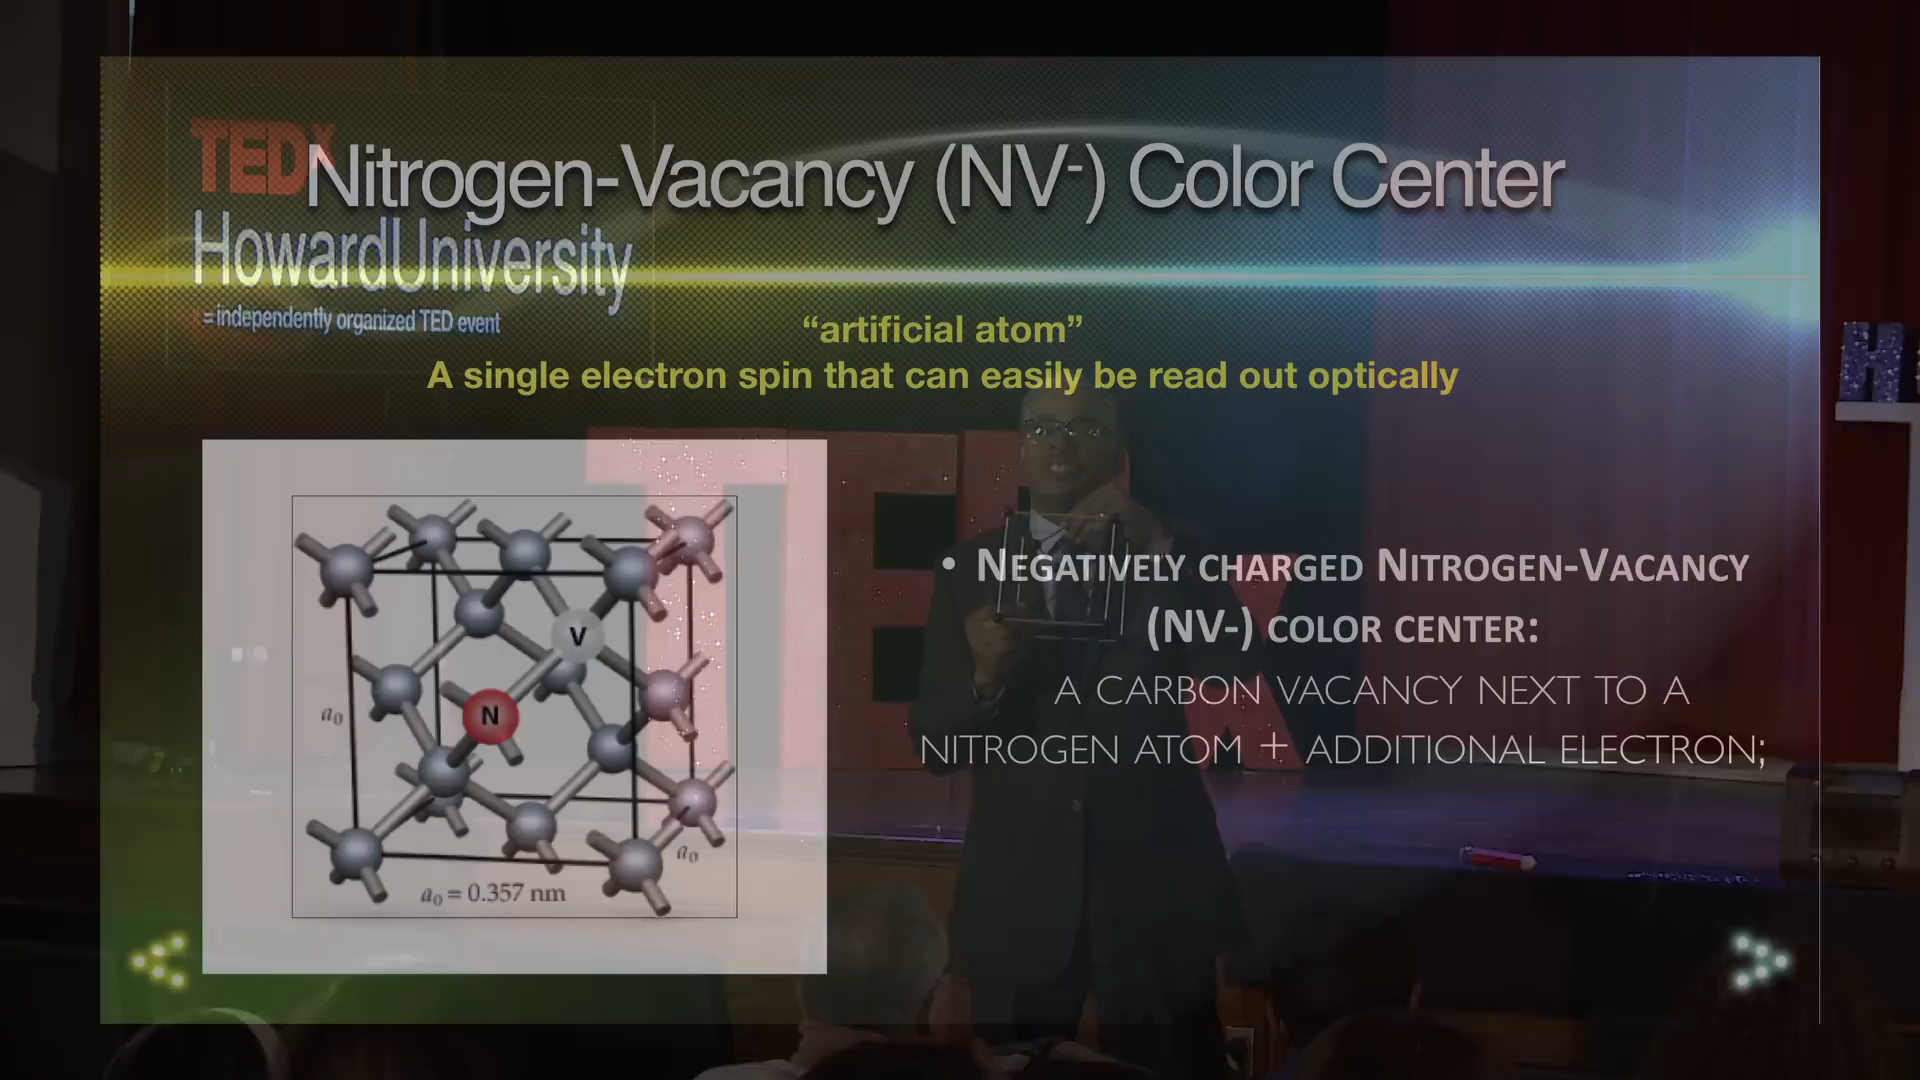 TEDx
Nitrogen-Vacancy (NV-) Color Center
HowardUniversity
=independently organized TED event
“artificial atom”
A single electron spin that can easily be read out optically
TEDX
H
• NEGATIVELY CHARGED NITROGEN-VACANCY
(NV-) COLOR CENTER:
A CARBON VACANCY NEXT TO A
NITROGEN ATOM + ADDITIONAL ELECTRON;
V
N
a0
a0
a0 = 0.357 nm